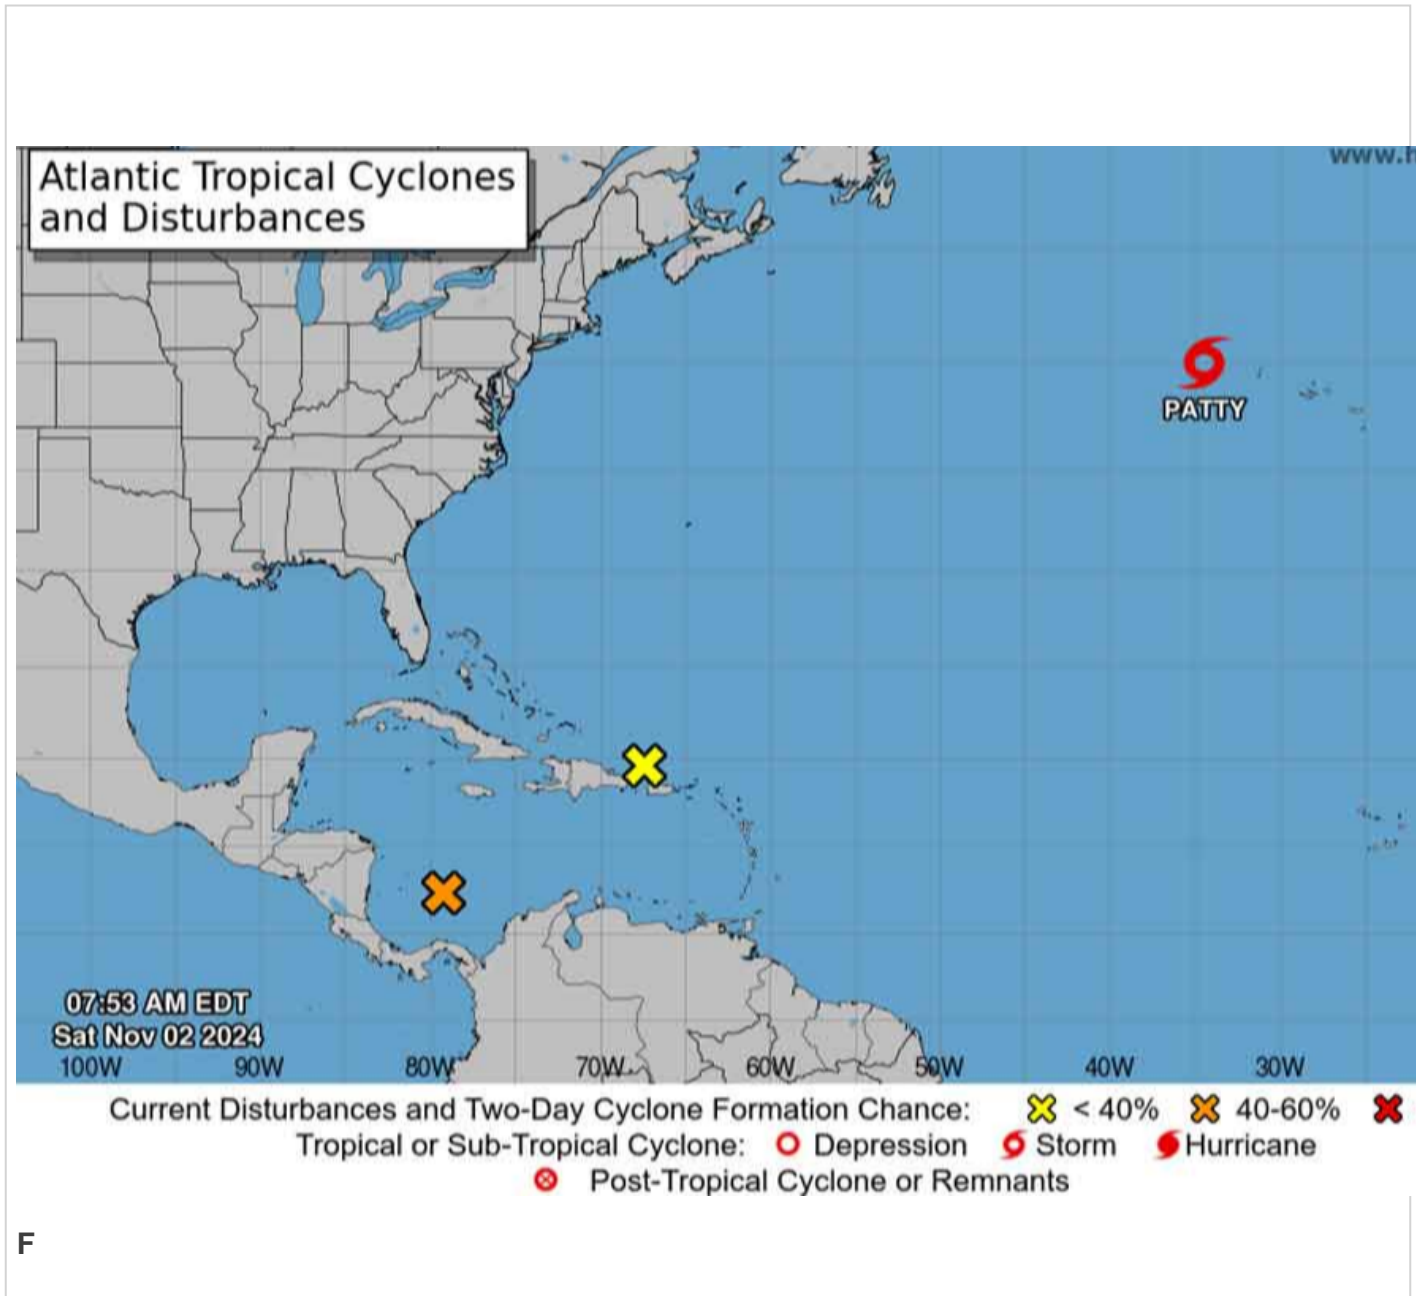 Atlantic Tropical Cyclones
and Disturbances
www.h
PATTY
07:53 AM EDT
Sat Nov 02 2024
100W 90W 80W 70W 60W 50W 40W 30W
Current Disturbances and Two-Day Cyclone Formation Chance: < 40% 40-60%
Tropical or Sub-Tropical Cyclone: Depression Storm Hurricane
Post-Tropical Cyclone or Remnants
F